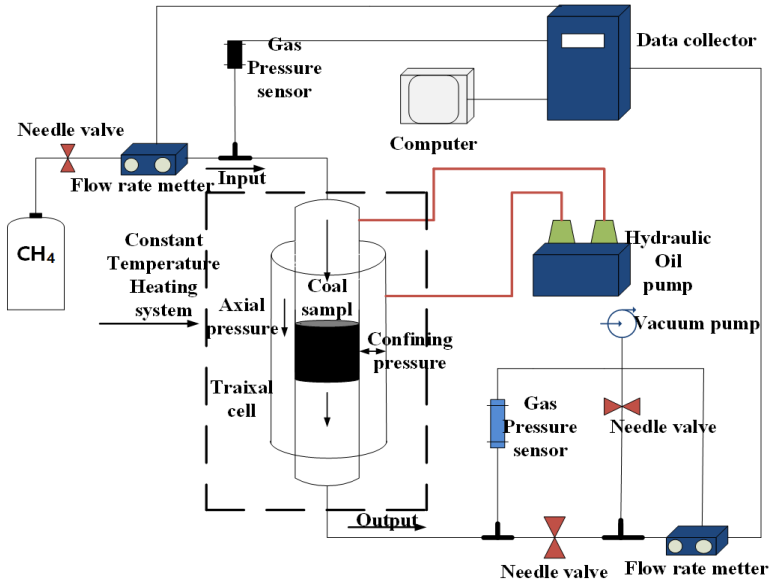 Gas
Pressure
sensor
Data collector
Computer
Needle valve
Flow rate metter
Input
CH4
Constant
Temperature
Heating
system
Axial
pressure
Coal
sampl
Confining
pressure
Traixal
cell
Hydraulic
Oil
pump
Vacuum pump
Gas
Pressure
sensor
Needle valve
Output
Needle valve
Flow rate metter